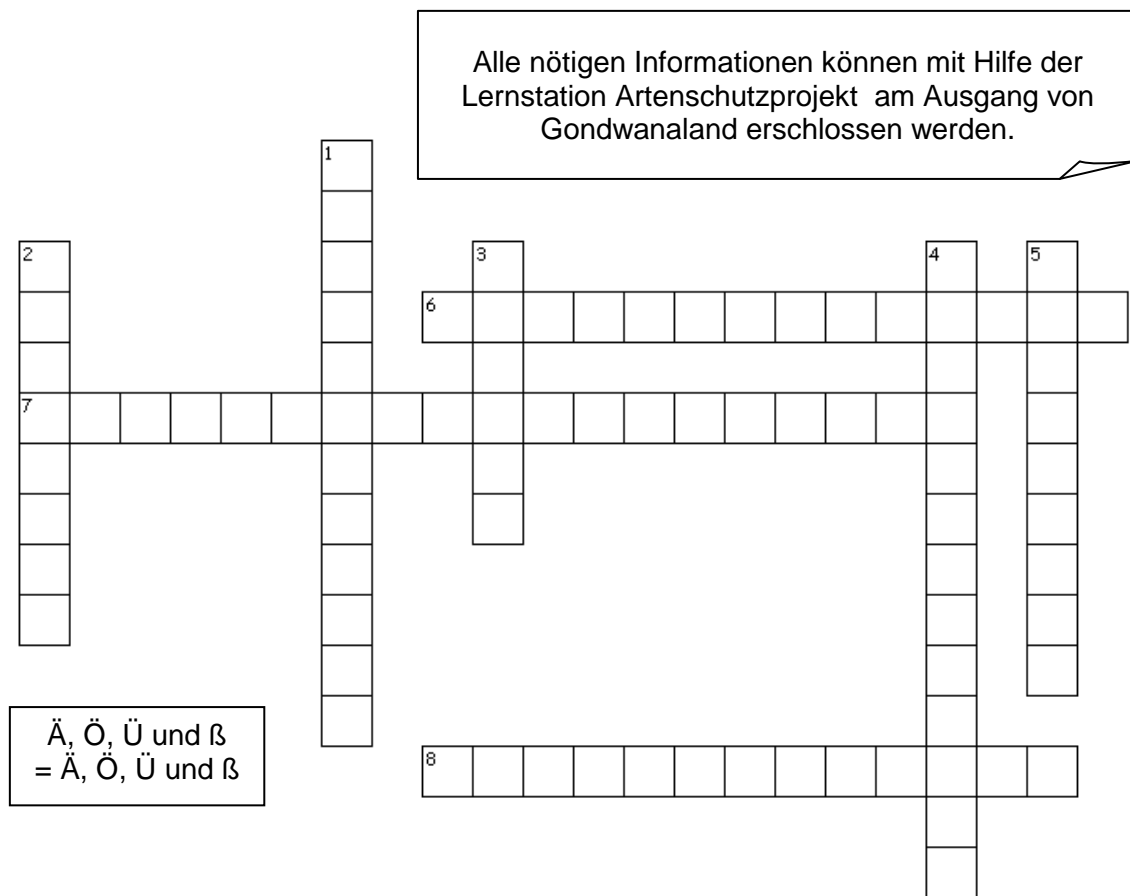 Alle nötigen Informationen können mit Hilfe der
Lernstation Artenschutzprojekt am Ausgang von
Gondwanaland erschlossen werden.
1
2
3
4
5
6
7
8
Ä, Ö, Ü und ß
= Ä, Ö, Ü und ß